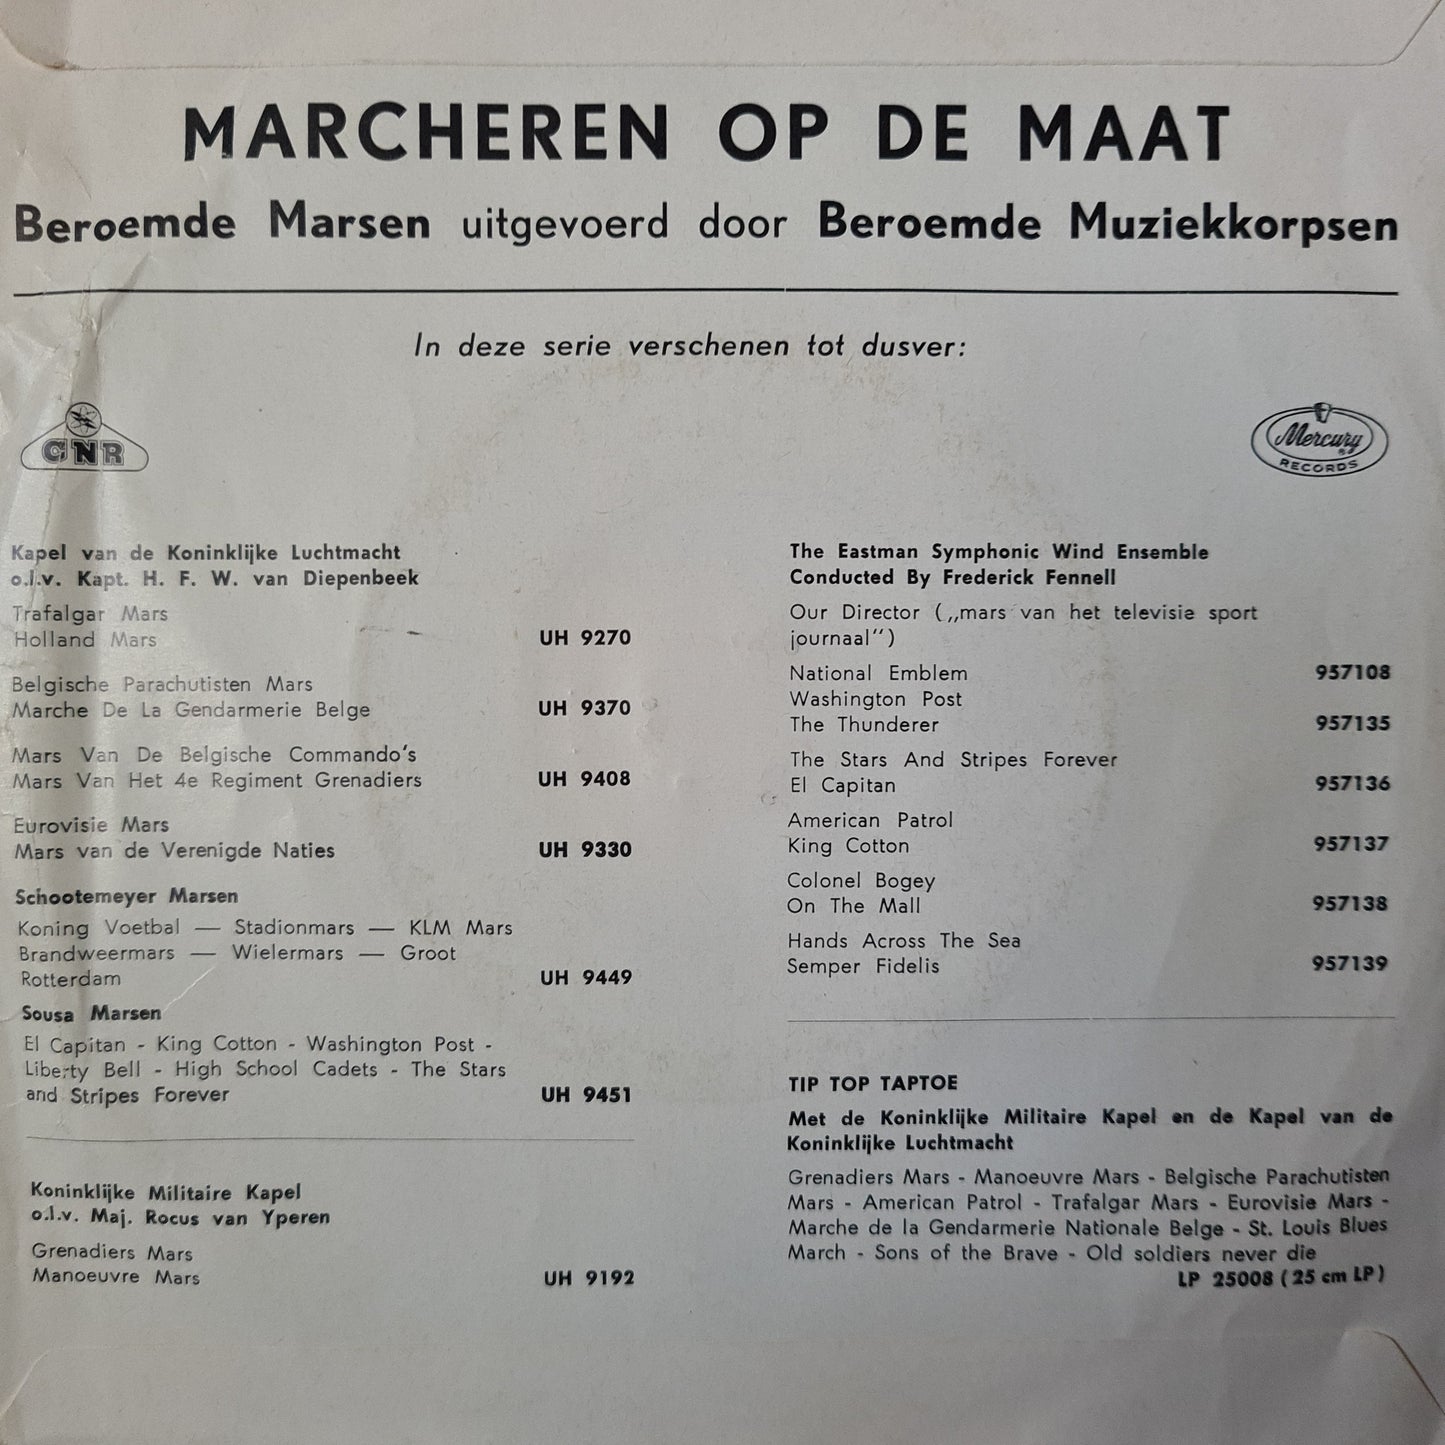 MARCHEREN OP DE MAAT
Beroemde Marsen uitgevoerd door Beroemde Muziekkorpsen
In deze serie verschenen tot dusver:
CNR
Kapel van de Koninklijke Luchtmacht
o.l.v. Kapt. H. F. W. van Diepenbeek
Trafalgar Mars
Holland Mars UH 9270
Belgische Parachutisten Mars
Marche De La Gendarmerie Belge UH 9370
Mars Van De Belgische Commando's
Mars Van Het 4e Regiment Grenadiers UH 9408
Eurovisie Mars
Mars van de Verenigde Naties UH 9330
Schootemeyer Marsen
Koning Voetbal — Stadionmars — KLM Mars
Brandweermars — Wielermars — Groot
Rotterdam UH 9449
Sousa Marsen
El Capitan - King Cotton - Washington Post -
Liberty Bell - High School Cadets - The Stars
and Stripes Forever UH 9451
Koninklijke Militaire Kapel
o.l.v. Maj. Rocus van Yperen
Grenadiers Mars
Manoeuvre Mars UH 9192
Mercury
RECORDS
The Eastman Symphonic Wind Ensemble
Conducted By Frederick Fennell
Our Director (,,mars van het televisie sport
journaal")
National Emblem 957108
Washington Post
The Thunderer 957135
The Stars And Stripes Forever
El Capitan 957136
American Patrol
King Cotton 957137
Colonel Bogey
On The Mall 957138
Hands Across The Sea
Semper Fidelis 957139
TIP TOP TAPTOE
Met de Koninklijke Militaire Kapel en de Kapel van de
Koninklijke Luchtmacht
Grenadiers Mars - Manoeuvre Mars - Belgische Parachutisten
Mars - American Patrol - Trafalgar Mars - Eurovisie Mars -
Marche de la Gendarmerie Nationale Belge - St. Louis Blues
March - Sons of the Brave - Old soldiers never die
LP 25008 (25 cm LP)